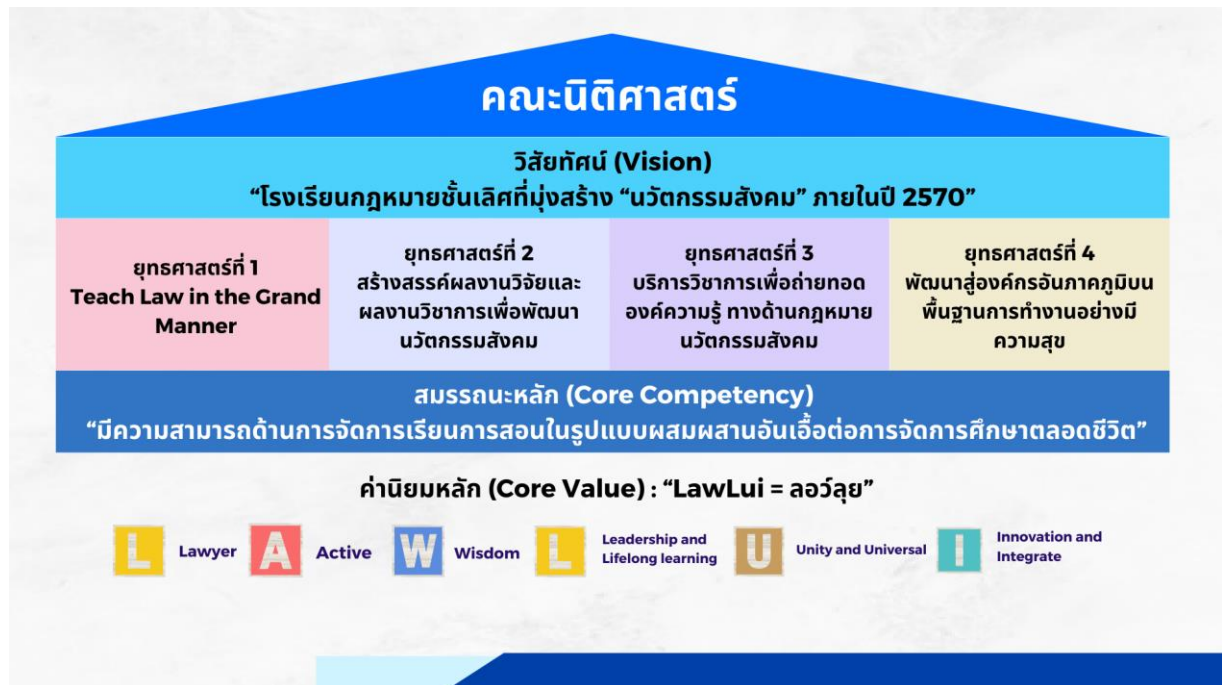 คณะนิติศาสตร์
วิสัยทัศน์ (Vision)
“โรงเรียนกฎหมายชั้นเลิศที่มุ่งสร้าง “นวัตกรรมสังคม” ภายในปี 2570”
ยุทธศาสตร์ที่ 1
Teach Law in the Grand
Manner
ยุทธศาสตร์ที่ 2
สร้างสรรค์ผลงานวิจัยและ
ผลงานวิชาการเพื่อพัฒนา
นวัตกรรมสังคม
ยุทธศาสตร์ที่ 3
บริการวิชาการเพื่อถ่ายทอด
องค์ความรู้ ทางด้านกฎหมาย
นวัตกรรมสังคม
ยุทธศาสตร์ที่ 4
พัฒนาสู่องค์กรอันภาคภูมิบน
พื้นฐานการทำงานอย่างมี
ความสุข
สมรรถนะหลัก (Core Competency)
“มีความสามารถด้านการจัดการเรียนการสอนในรูปแบบผสมผสานอันเอื้อต่อการจัดการศึกษาตลอดชีวิต”
ค่านิยมหลัก (Core Value) : “LawLui = ลอว์ลุย”
L Lawyer
A Active
W Wisdom
L Leadership and
Lifelong learning
U Unity and Universal
I Innovation and
Integrate